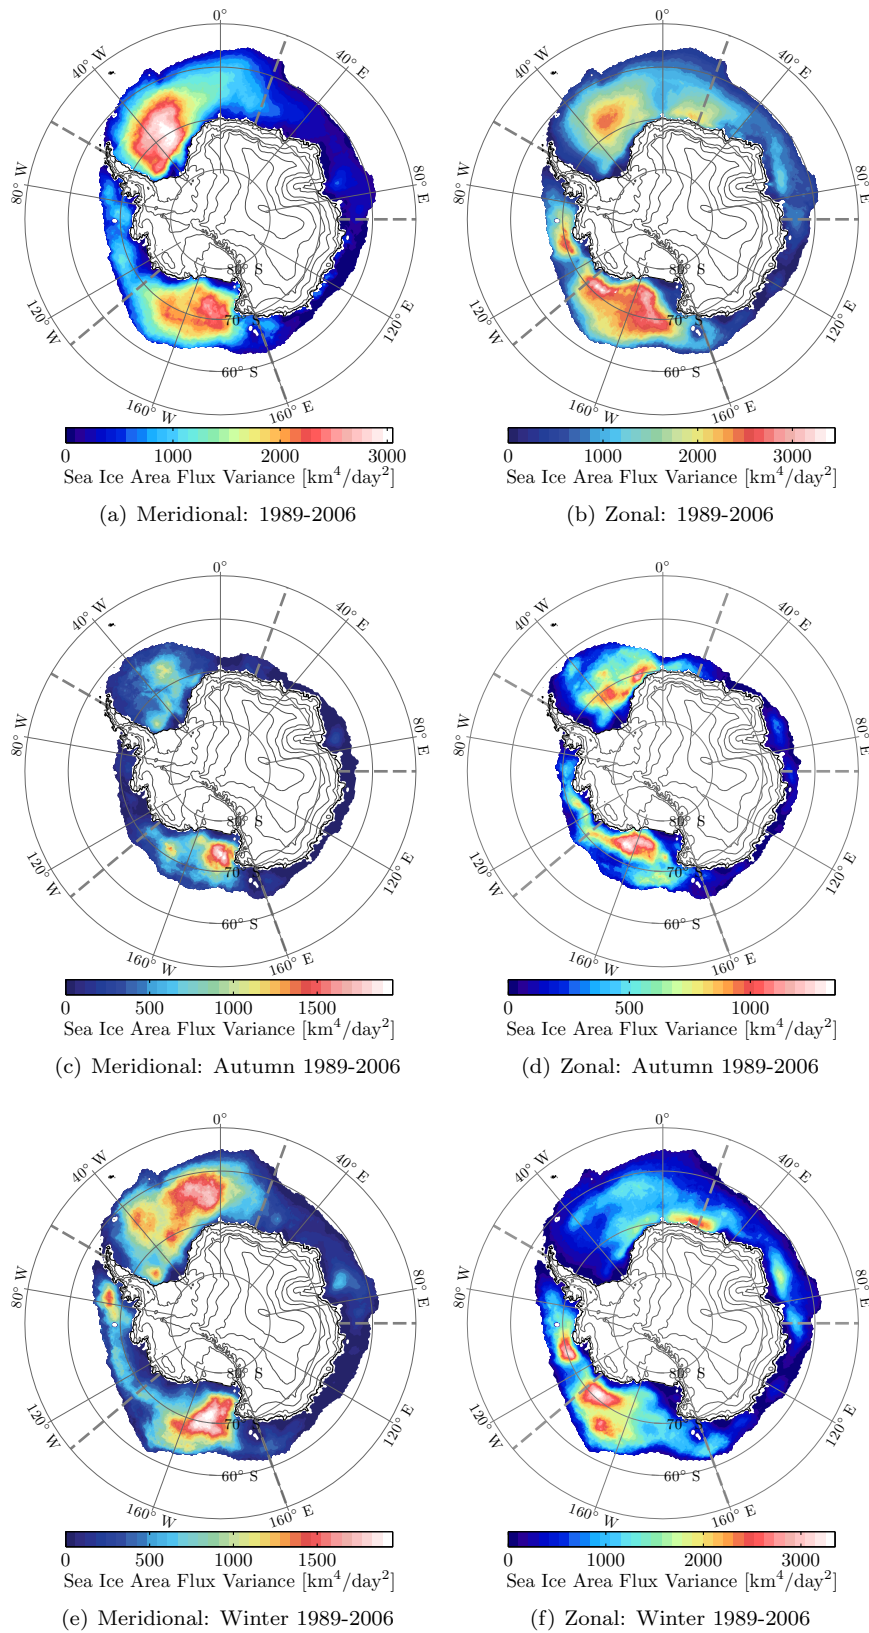 0°
40° W
40° E
80° W
80° E
120° W
120° E
160° W
160° E
80° S
70° S
60° S
0 1000 2000 3000
Sea Ice Area Flux Variance [km⁴/day²]
(a) Meridional: 1989-2006
0°
40° W
40° E
80° W
80° E
120° W
120° E
160° W
160° E
80° S
70° S
60° S
0 1000 2000 3000
Sea Ice Area Flux Variance [km⁴/day²]
(b) Zonal: 1989-2006
0°
40° W
40° E
80° W
80° E
120° W
120° E
160° W
160° E
80° S
70° S
60° S
0 500 1000 1500
Sea Ice Area Flux Variance [km⁴/day²]
(c) Meridional: Autumn 1989-2006
0°
40° W
40° E
80° W
80° E
120° W
120° E
160° W
160° E
80° S
70° S
60° S
0 500 1000
Sea Ice Area Flux Variance [km⁴/day²]
(d) Zonal: Autumn 1989-2006
0°
40° W
40° E
80° W
80° E
120° W
120° E
160° W
160° E
80° S
70° S
60° S
0 500 1000 1500
Sea Ice Area Flux Variance [km⁴/day²]
(e) Meridional: Winter 1989-2006
0°
40° W
40° E
80° W
80° E
120° W
120° E
160° W
160° E
80° S
70° S
60° S
0 1000 2000 3000
Sea Ice Area Flux Variance [km⁴/day²]
(f) Zonal: Winter 1989-2006